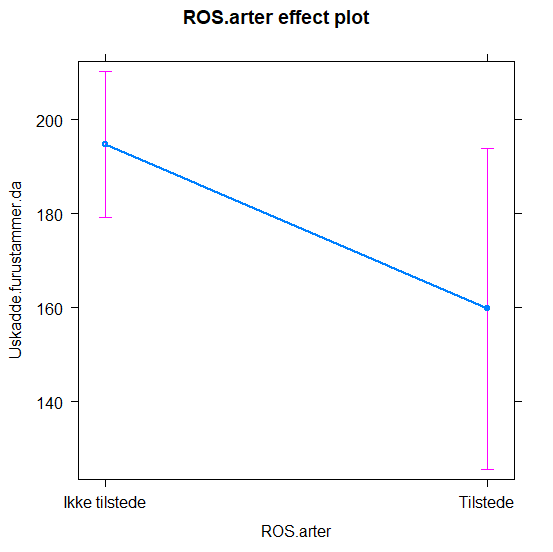 ROS.arter effect plot
Uskadde.furustammer.da
200
180
160
140
Ikke tilstede
Tilstede
ROS.arter